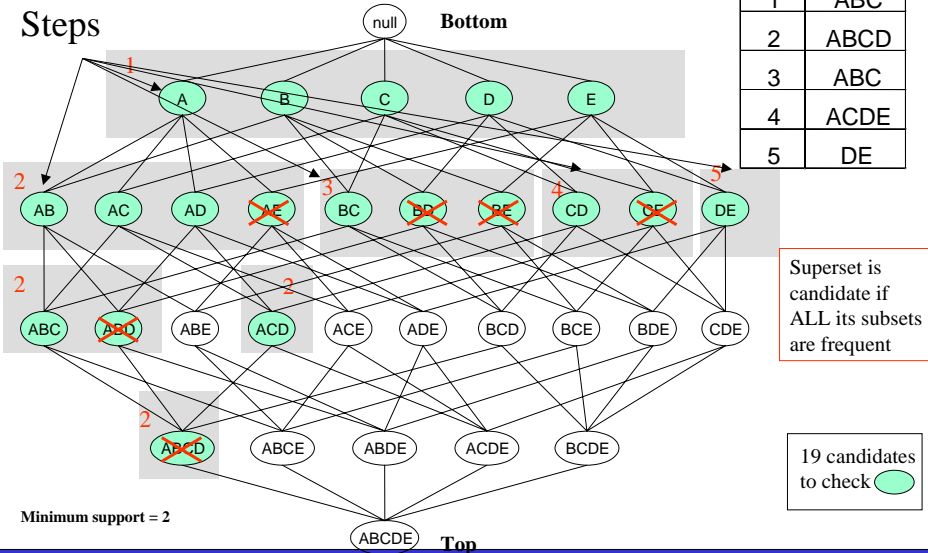 Steps
null
Bottom
1 ABC
2 ABCD
3 ABC
4 ACDE
5 DE
1
A B C D E
2 3 4 5
AB AC AD AE BC BD BE CD CE DE
2 2
ABC ABD ABE ACD ACE ADE BCD BCE BDE CDE
Superset is
candidate if
ALL its subsets
are frequent
2
ABCD ABCE ABDE ACDE BCDE
19 candidates
to check
Minimum support = 2
ABCDE
Top